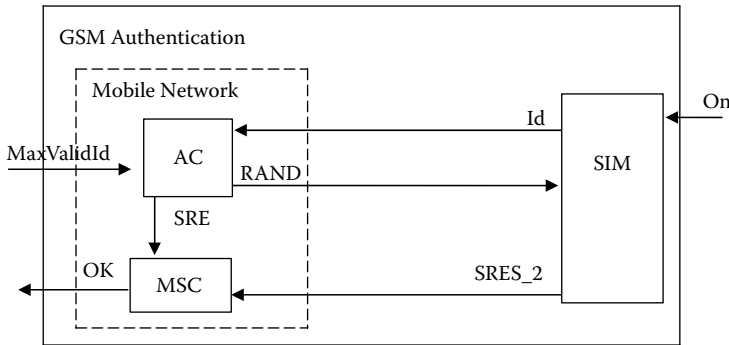 GSM Authentication
Mobile Network
On
Id
MaxValidId
AC
SIM
RAND
SRE
OK
SRES_2
MSC